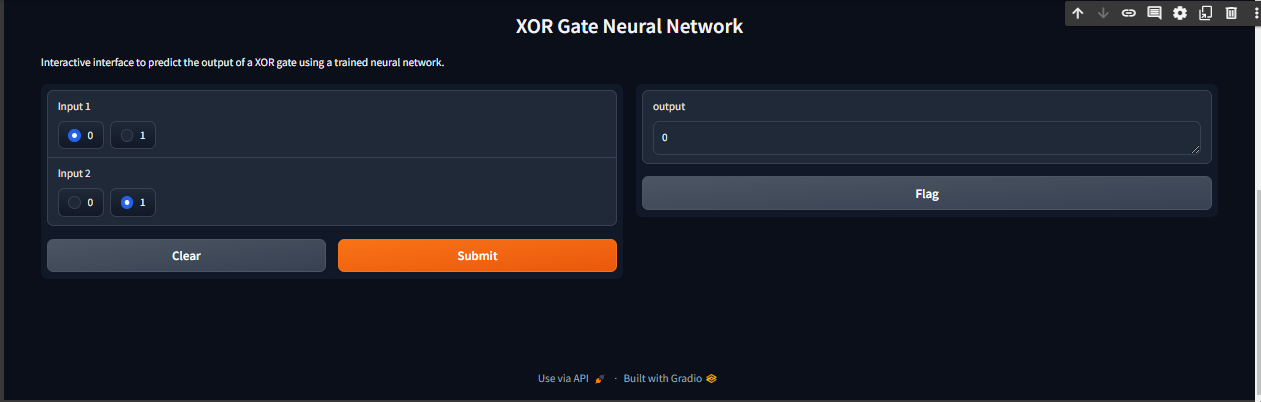 XOR Gate Neural Network
Interactive interface to predict the output of a XOR gate using a trained neural network.
Input 1
0 1
Input 2
0 1
Clear Submit
output
0
Flag
Use via API · Built with Gradio